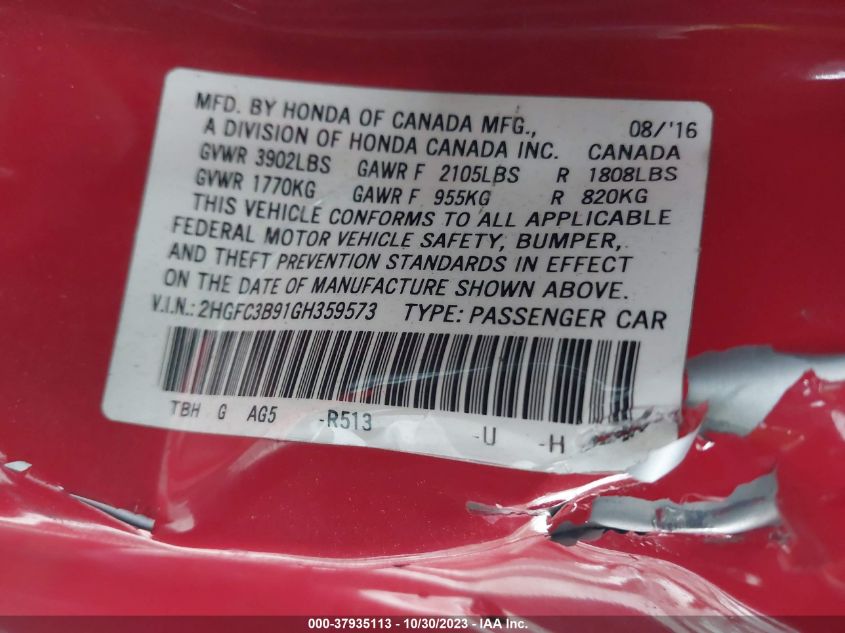 MFD. BY HONDA OF CANADA MFG., 08/'16
A DIVISION OF HONDA CANADA INC. CANADA
GVWR 3902LBS GAWR F 2105LBS R 1808LBS
GVWR 1770KG GAWR F 955KG R 820KG
THIS VEHICLE CONFORMS TO ALL APPLICABLE
FEDERAL MOTOR VEHICLE SAFETY, BUMPER,
AND THEFT PREVENTION STANDARDS IN EFFECT
ON THE DATE OF MANUFACTURE SHOWN ABOVE.
V.I.N.: 2HGFC3B91GH359573 TYPE: PASSENGER CAR
TBH G AG5 -R513 -U -H
000-37935113 - 10/30/2023 - IAA Inc.